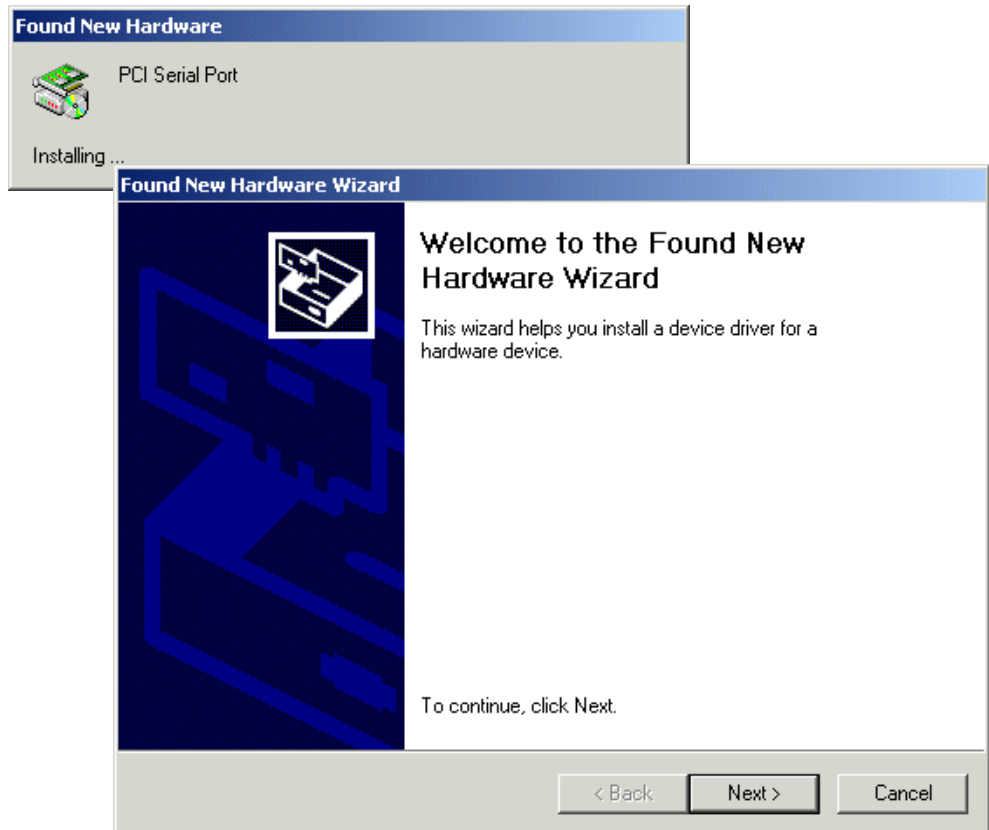 Found New Hardware
PCI Serial Port
Installing ...
Found New Hardware Wizard
Welcome to the Found New
Hardware Wizard
This wizard helps you install a device driver for a
hardware device.
To continue, click Next.
< Back
Next >
Cancel